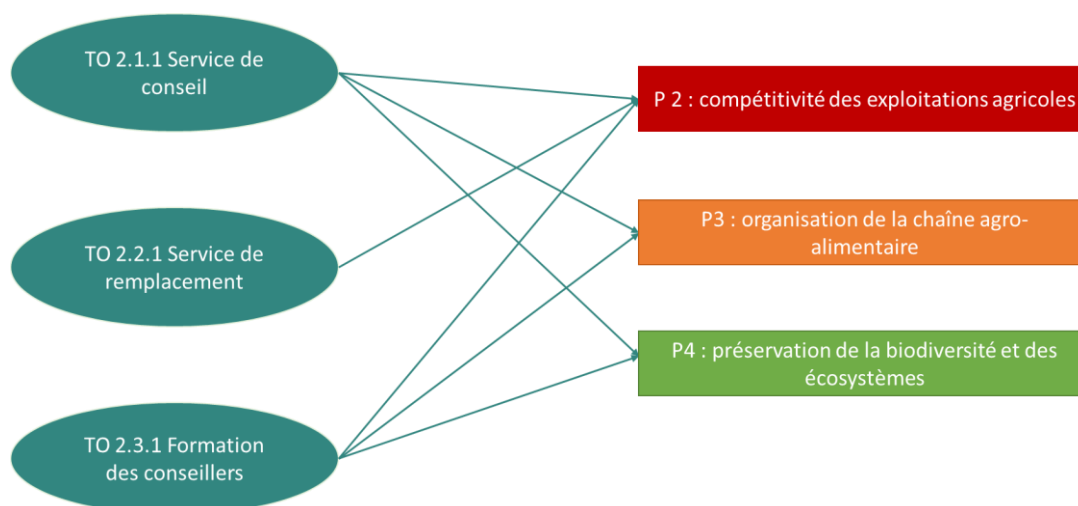 TO 2.1.1 Service de
conseil
P 2 : compétitivité des exploitations agricoles
P3 : organisation de la chaîne agro-
alimentaire
TO 2.2.1 Service de
remplacement
P4 : préservation de la biodiversité et des
écosystèmes
TO 2.3.1 Formation
des conseillers